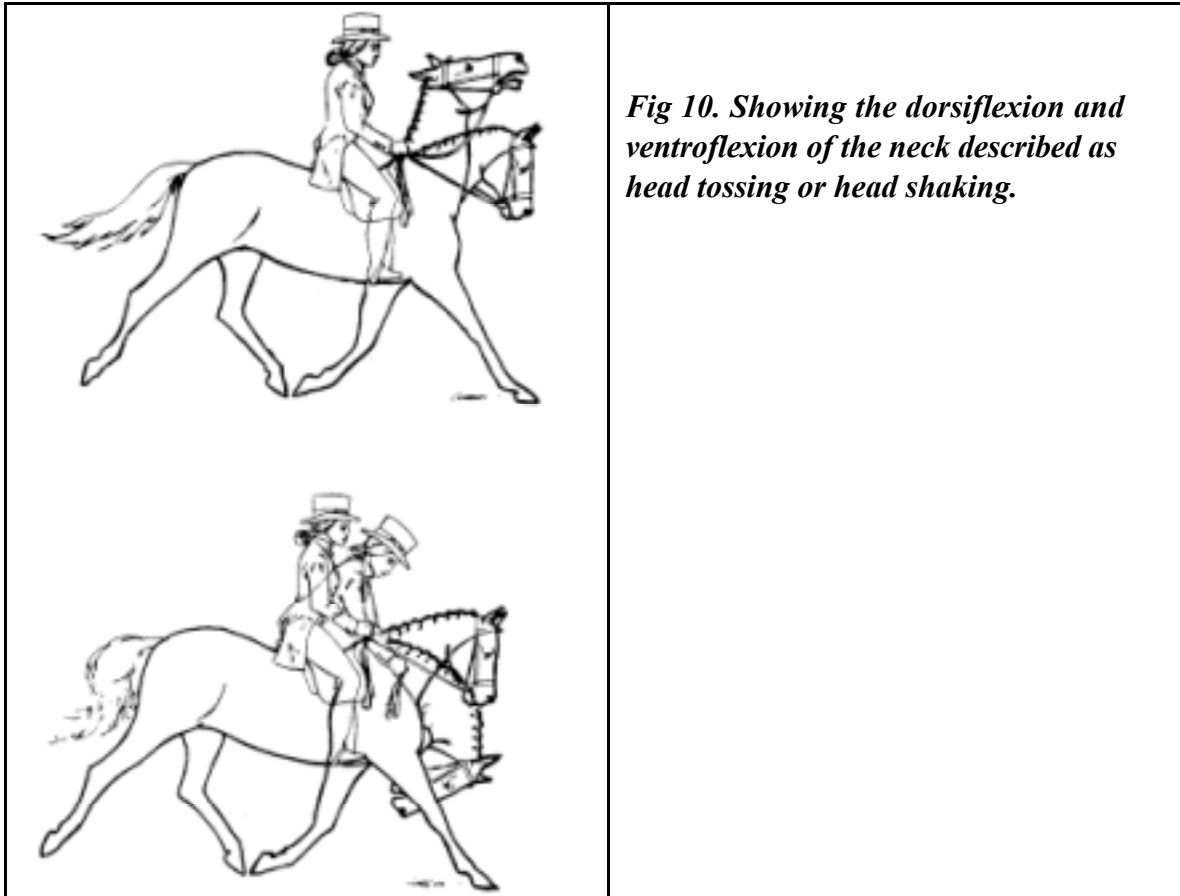 Fig 10. Showing the dorsiflexion and
ventroflexion of the neck described as
head tossing or head shaking.